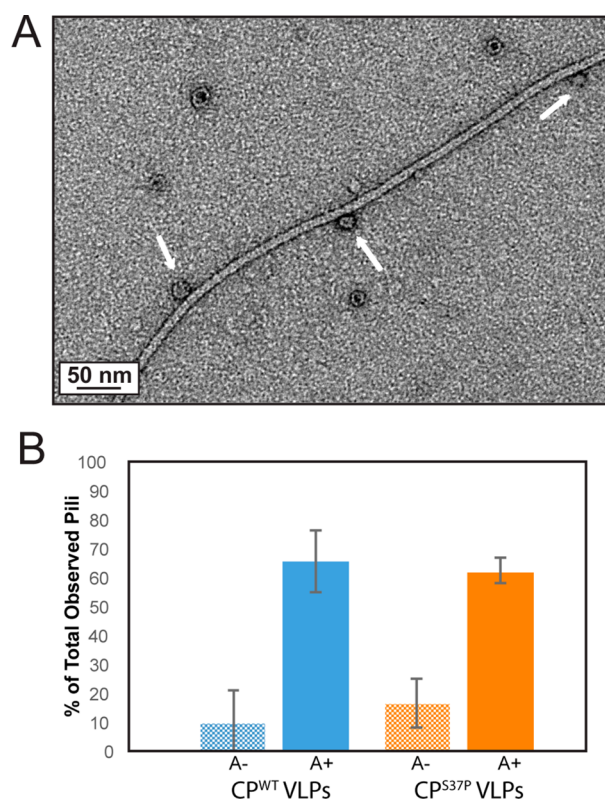 A
50 nm
B
% of Total Observed Pili
100
90
80
70
60
50
40
30
20
10
0
A- A+ A- A+
CPWT VLPs CPS37P VLPs